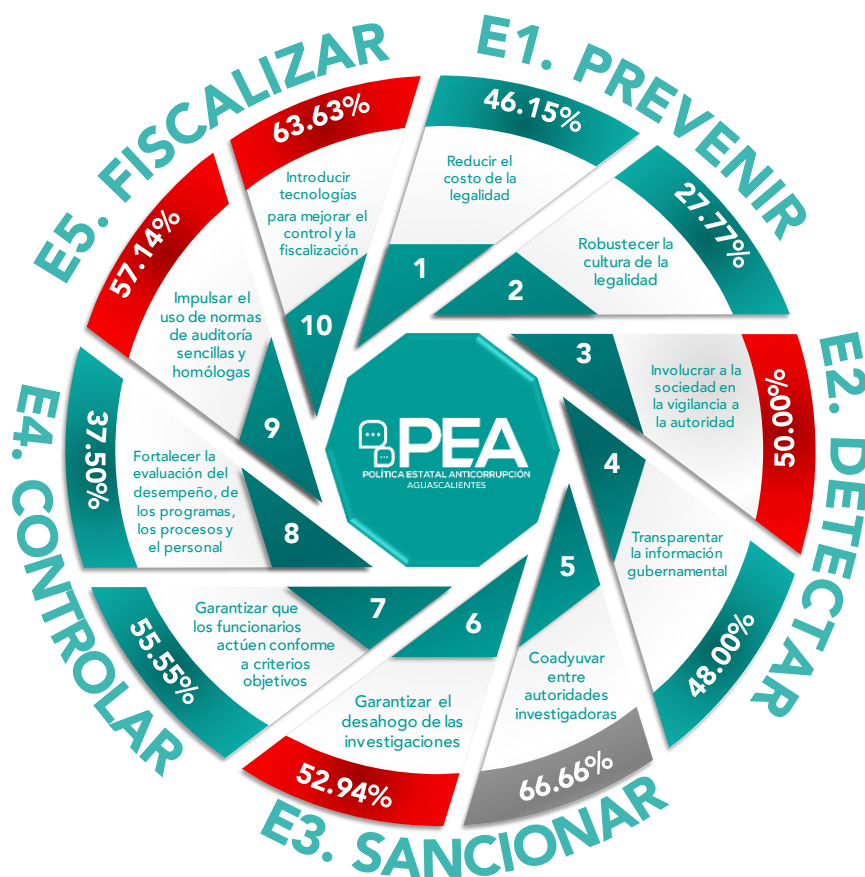 E1. PREVENIR
46.15%
Reducir el
costo de la
legalidad
1
27.77%
Robustecer la
cultura de la
legalidad
2
E2. DETECTAR
50.00%
Involucrar a la
sociedad en
la vigilancia a
la autoridad
3
48.00%
Transparentar
la información
gubernamental
4
E3. SANCIONAR
66.66%
Coadyuvar
entre
autoridades
investigadoras
5
52.94%
Garantizar el
desahogo de las
investigaciones
6
E4. CONTROLAR
55.55%
Garantizar que
los funcionarios
actúen conforme
a criterios
objetivos
7
37.50%
Fortalecer la
evaluación del
desempeño, de
los programas,
los procesos y
el personal
8
E5. FISCALIZAR
57.14%
Impulsar el
uso de normas
de auditoría
sencillas y
homólogas
9
63.63%
Introducir
tecnologías
para mejorar el
control y la
fiscalización
10
PEA
POLÍTICA ESTATAL ANTICORRUPCIÓN
AGUASCALIENTES